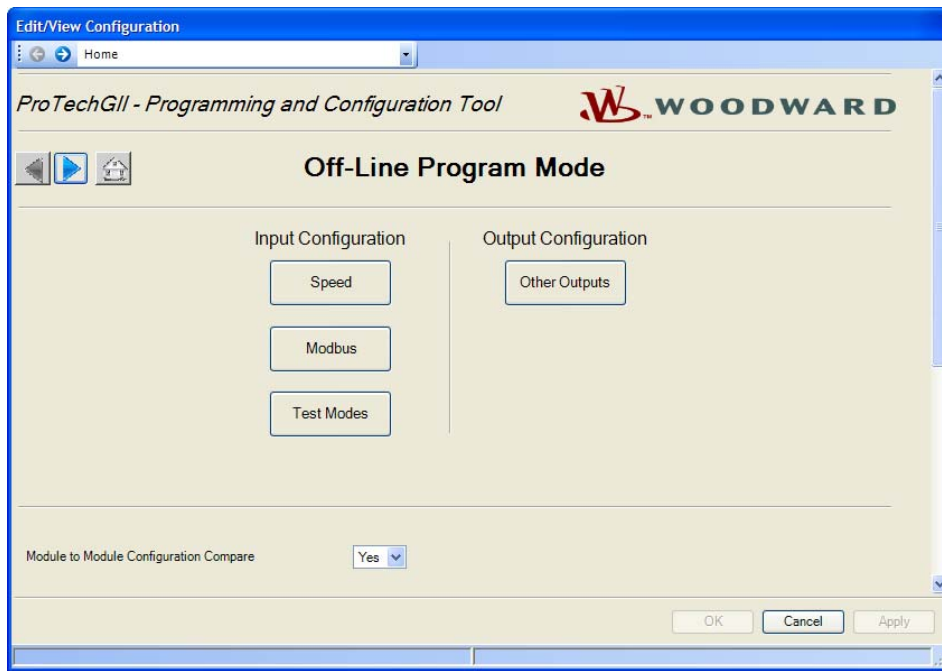 Edit/View Configuration
Home
ProTechGII - Programming and Configuration Tool
WOODWARD
Off-Line Program Mode
Input Configuration
Output Configuration
Speed
Other Outputs
Modbus
Test Modes
Module to Module Configuration Compare
Yes
OK
Cancel
Apply